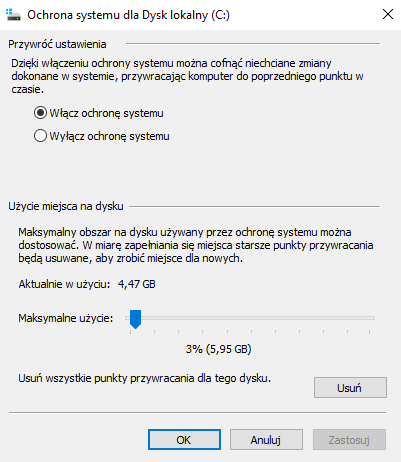 Ochrona systemu dla Dysk lokalny (C:)
Przywróć ustawienia
Dzięki włączeniu ochrony systemu można cofnąć niechciane zmiany
dokonane w systemie, przywracając komputer do poprzedniego punktu w
czasie.
Włącz ochronę systemu
Wyłącz ochronę systemu
Użycie miejsca na dysku
Maksymalny obszar na dysku używany przez ochronę systemu można
dostosować. W miarę zapełniania się miejsca starsze punkty przywracania
będą usuwane, aby zrobić miejsce dla nowych.
Aktualnie w użyciu: 4,47 GB
Maksymalne użycie:
3% (5,95 GB)
Usuń wszystkie punkty przywracania dla tego dysku.
Usuń
OK Anuluj Zastosuj